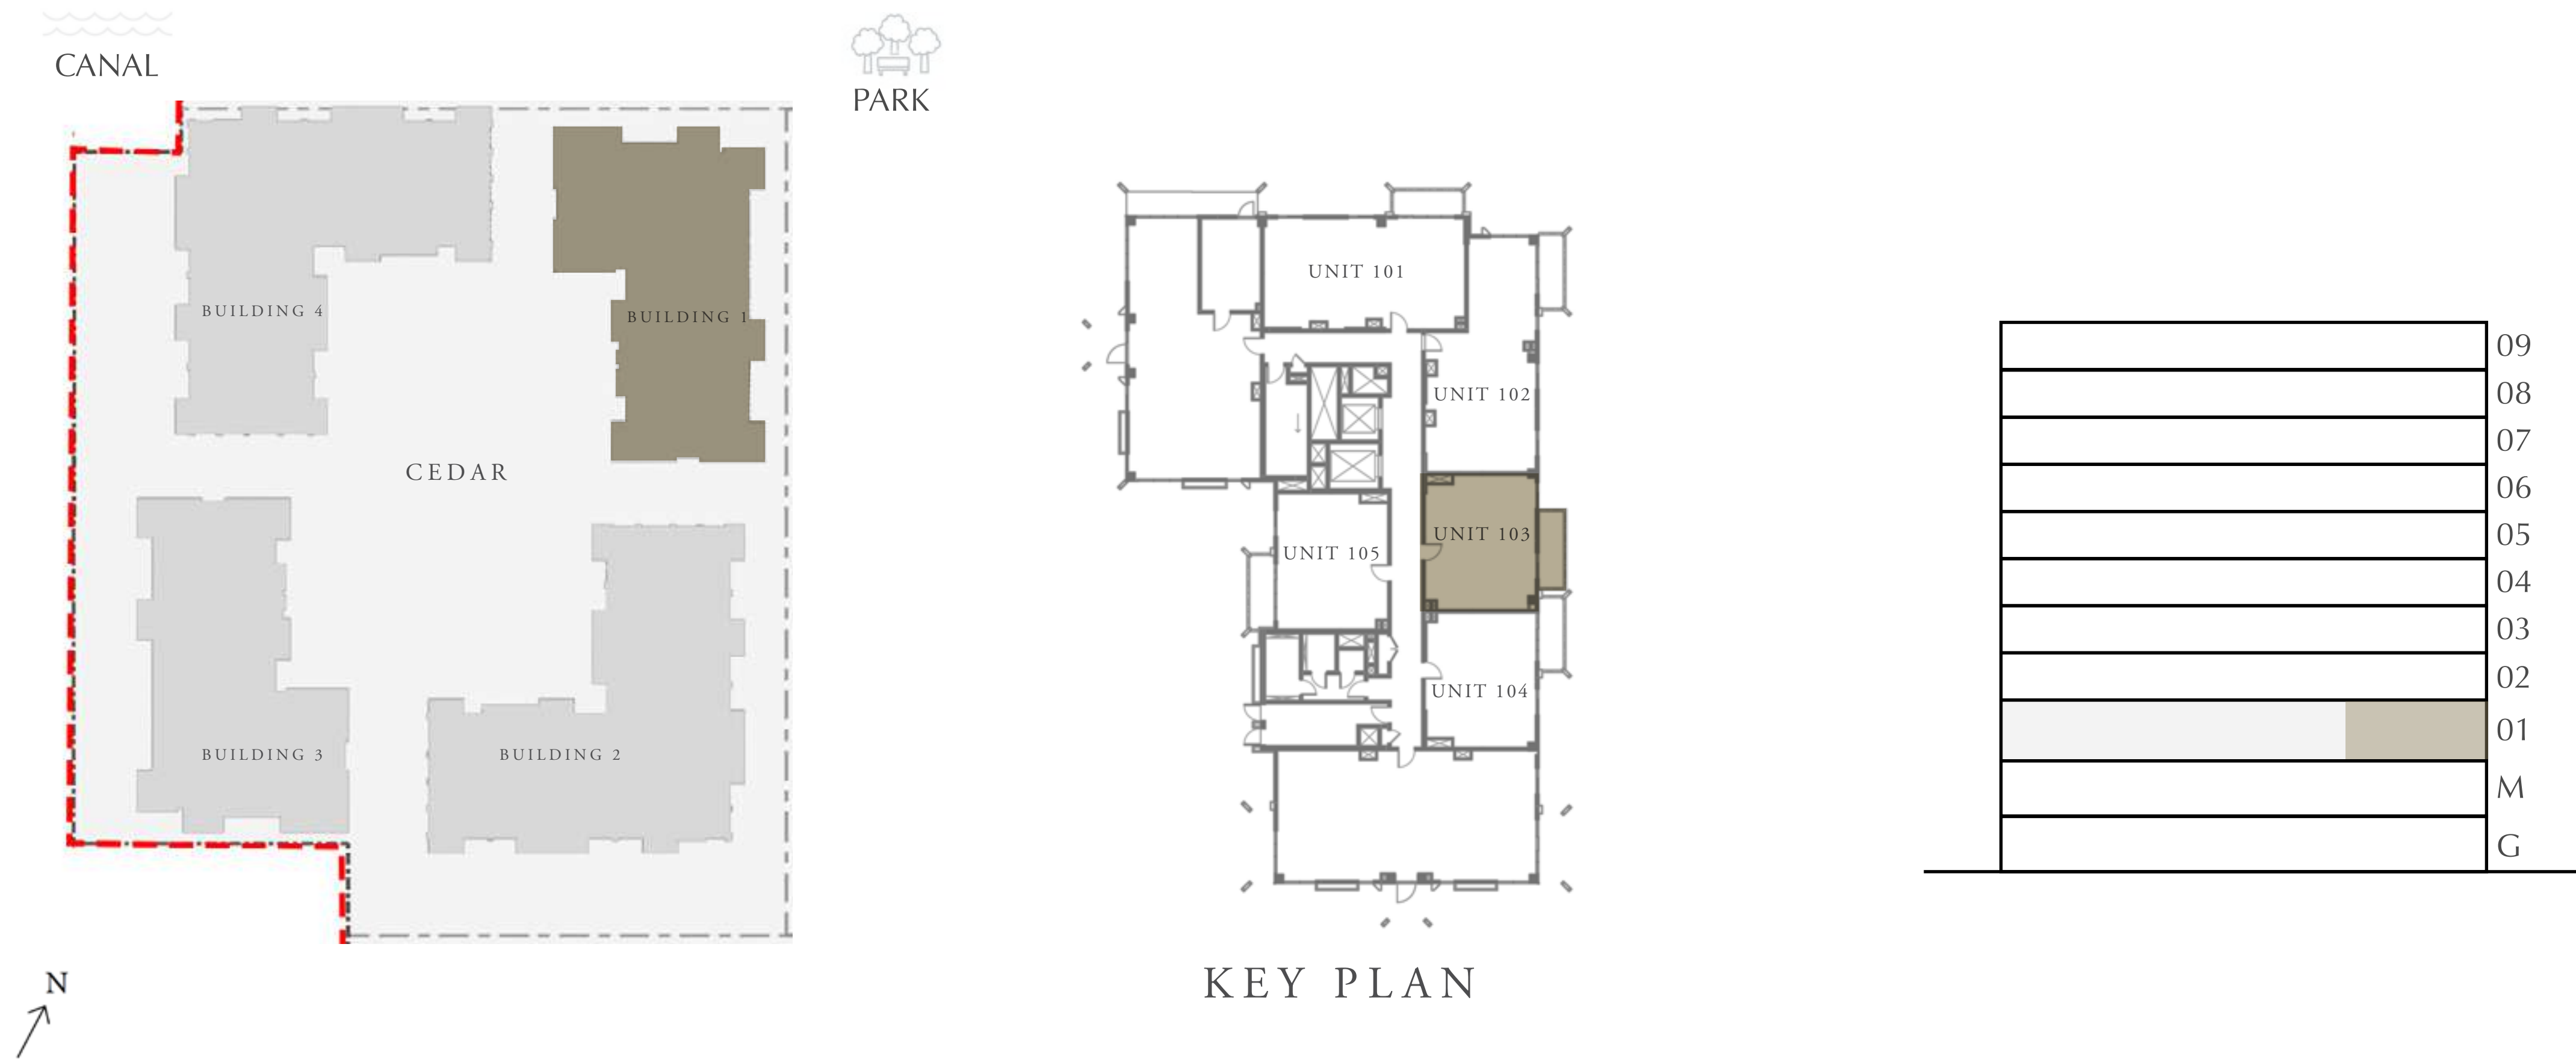 CANAL
PARK
BUILDING 4
BUILDING 1
CEDAR
BUILDING 3
BUILDING 2
N
UNIT 101
UNIT 102
UNIT 103
UNIT 105
UNIT 104
KEY PLAN
09
08
07
06
05
04
03
02
01
M
G